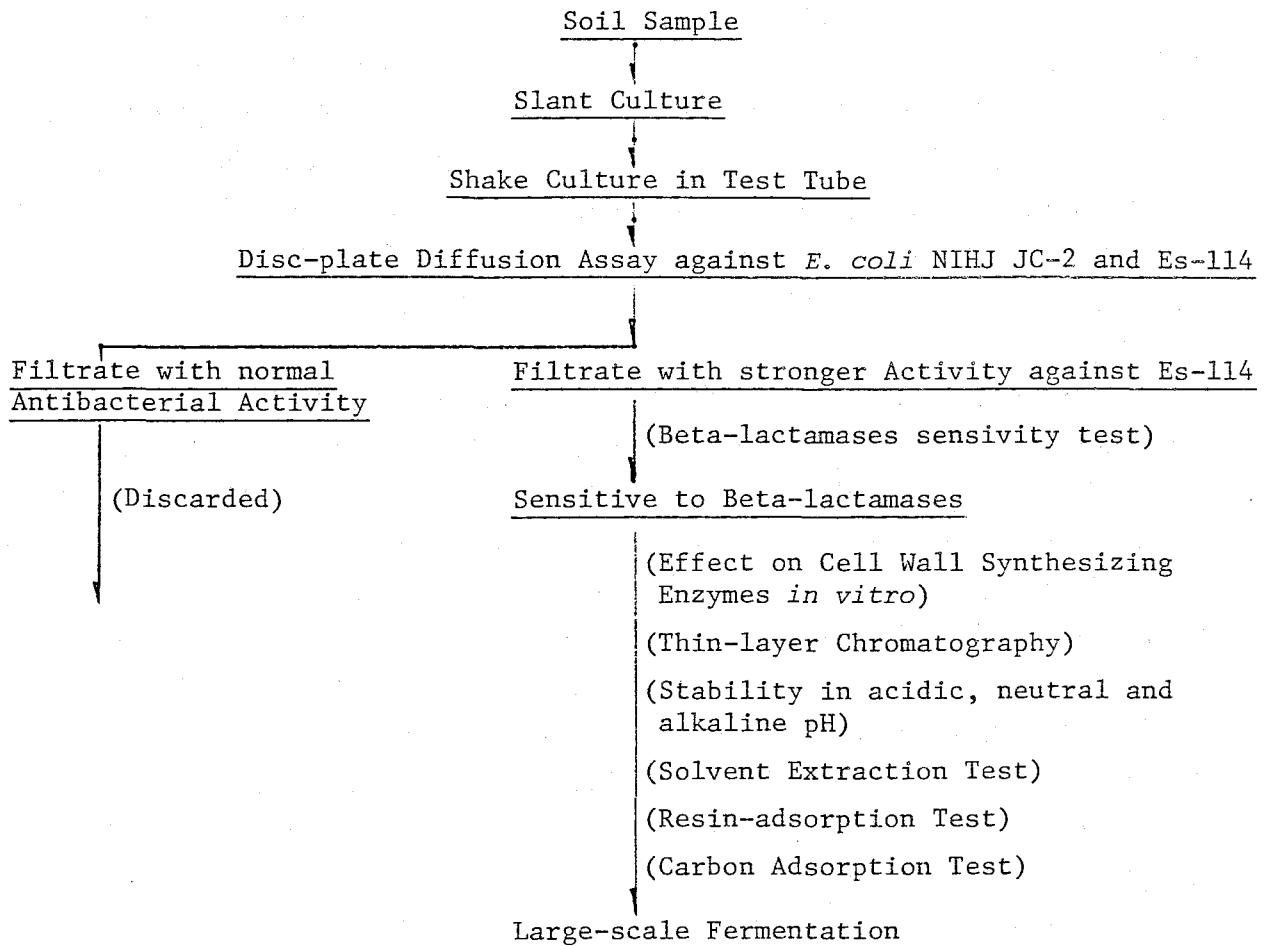 Soil Sample
Slant Culture
Shake Culture in Test Tube
Disc-plate Diffusion Assay against E. coli NIHJ JC-2 and Es-114
Filtrate with normal
Antibacterial Activity
Filtrate with stronger Activity against Es-114
(Beta-lactamases sensivity test)
(Discarded)
Sensitive to Beta-lactamases
(Effect on Cell Wall Synthesizing
Enzymes in vitro)
(Thin-layer Chromatography)
(Stability in acidic, neutral and
alkaline pH)
(Solvent Extraction Test)
(Resin-adsorption Test)
(Carbon Adsorption Test)
Large-scale Fermentation